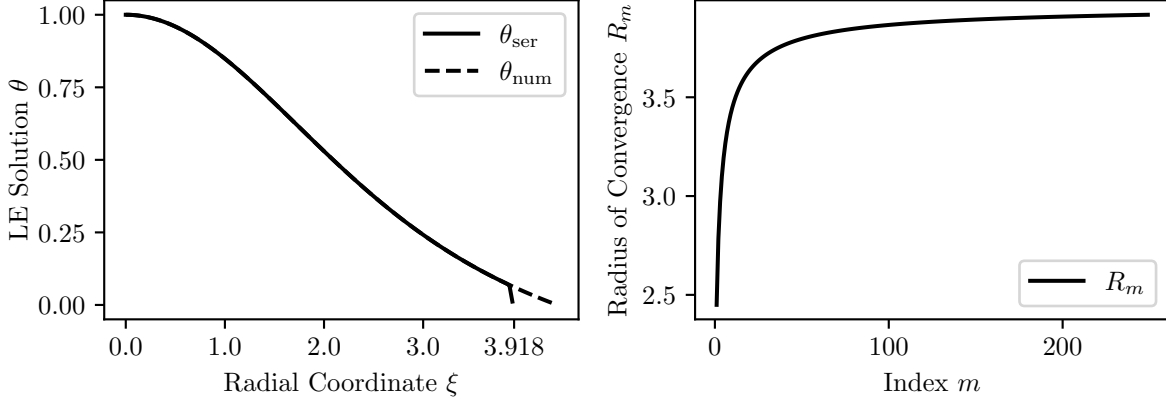 LE Solution θ
1.00
0.75
0.50
0.25
0.00
θser
θnum
0.0 1.0 2.0 3.0 3.918
Radial Coordinate ξ
Radius of Convergence Rm
3.5
3.0
2.5
Rm
0 100 200
Index m